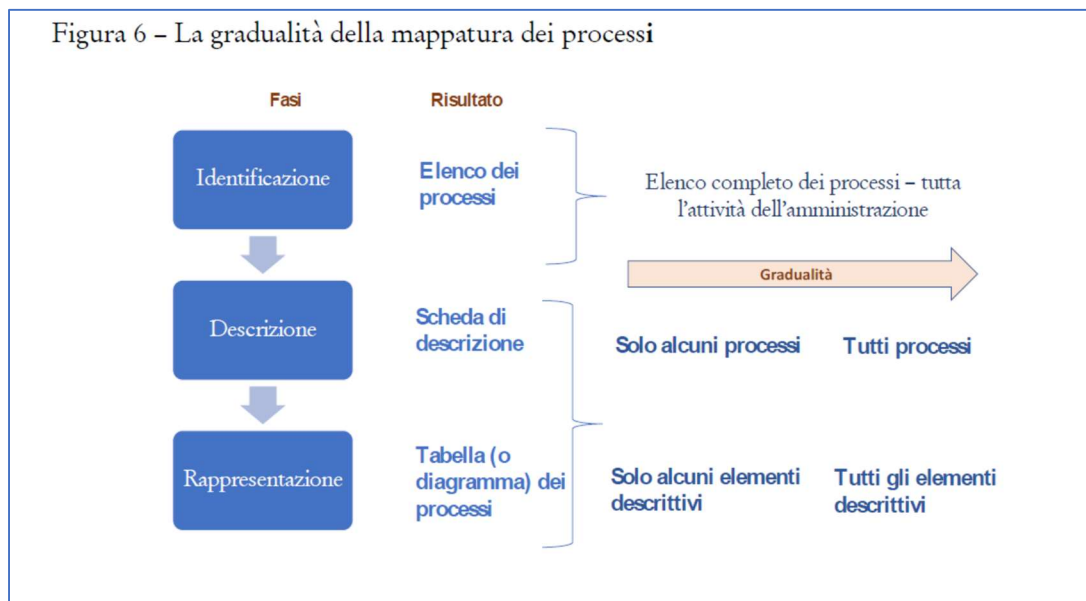 Figura 6 – La gradualità della mappatura dei processi
Fasi
Risultato
Identificazione
Elenco dei
processi
Elenco completo dei processi – tutta
l'attività dell'amministrazione
Gradualità
Descrizione
Scheda di
descrizione
Solo alcuni processi
Tutti processi
Rappresentazione
Tabella (o
diagramma) dei
processi
Solo alcuni elementi
descrittivi
Tutti gli elementi
descrittivi